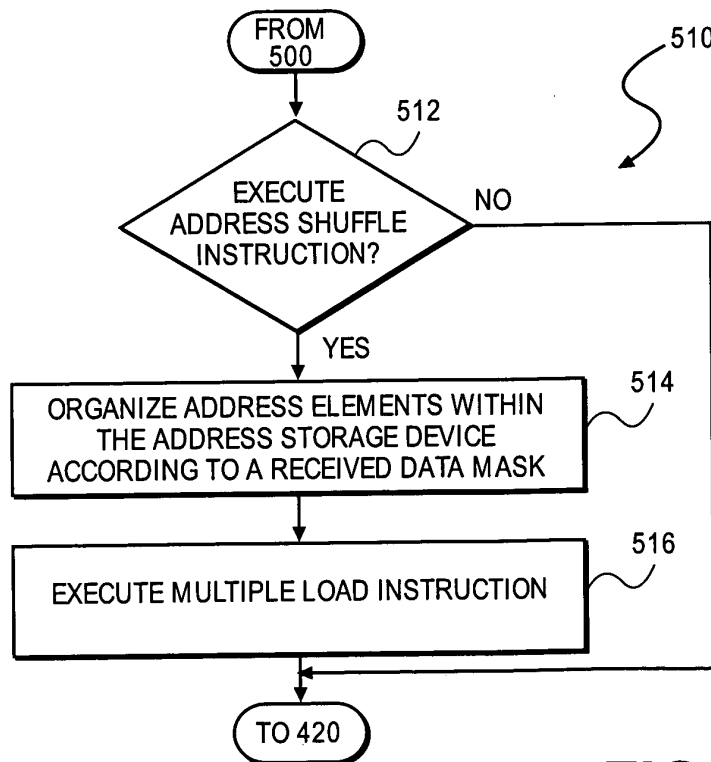 FROM
500
510
512
EXECUTE
ADDRESS SHUFFLE
INSTRUCTION?
NO
YES
514
ORGANIZE ADDRESS ELEMENTS WITHIN
THE ADDRESS STORAGE DEVICE
ACCORDING TO A RECEIVED DATA MASK
516
EXECUTE MULTIPLE LOAD INSTRUCTION
TO 420